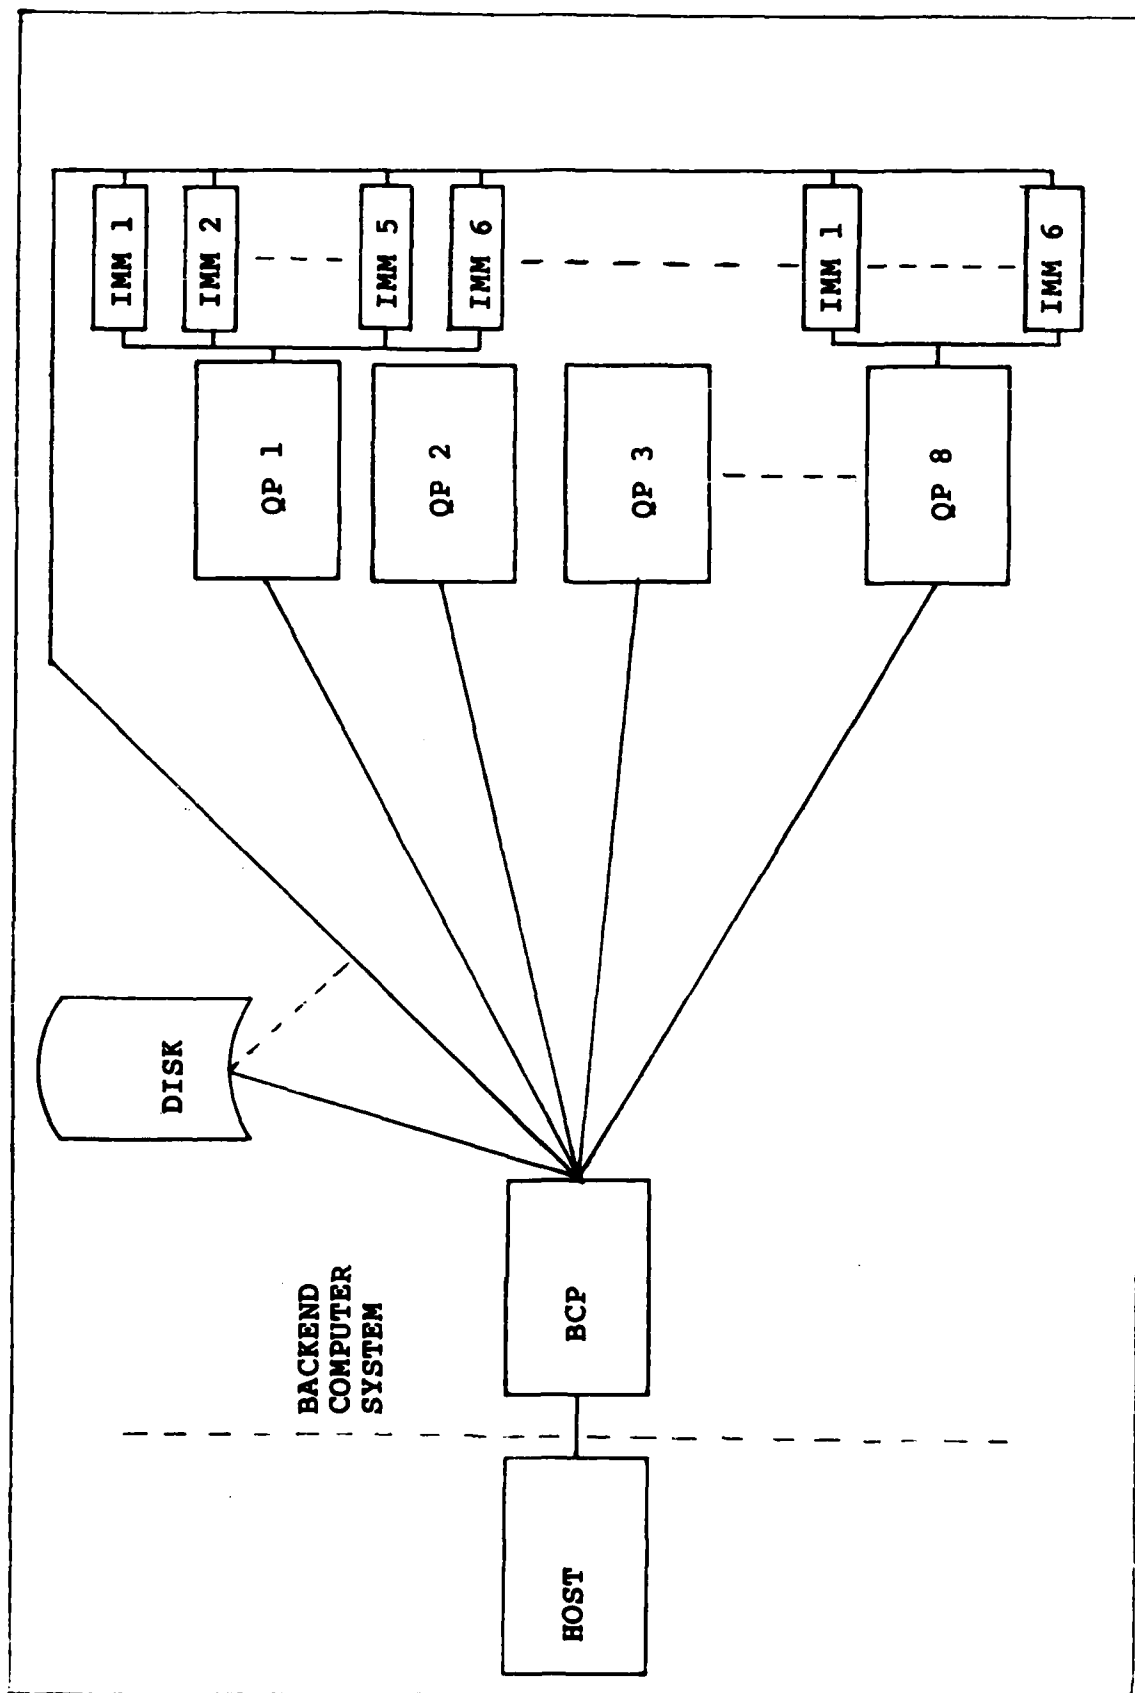 HOST
BACKEND
COMPUTER
SYSTEM
BCP
DISK
QP 1
QP 2
QP 3
QP 8
IMM 1
IMM 2
IMM 5
IMM 6
IMM 1
IMM 6